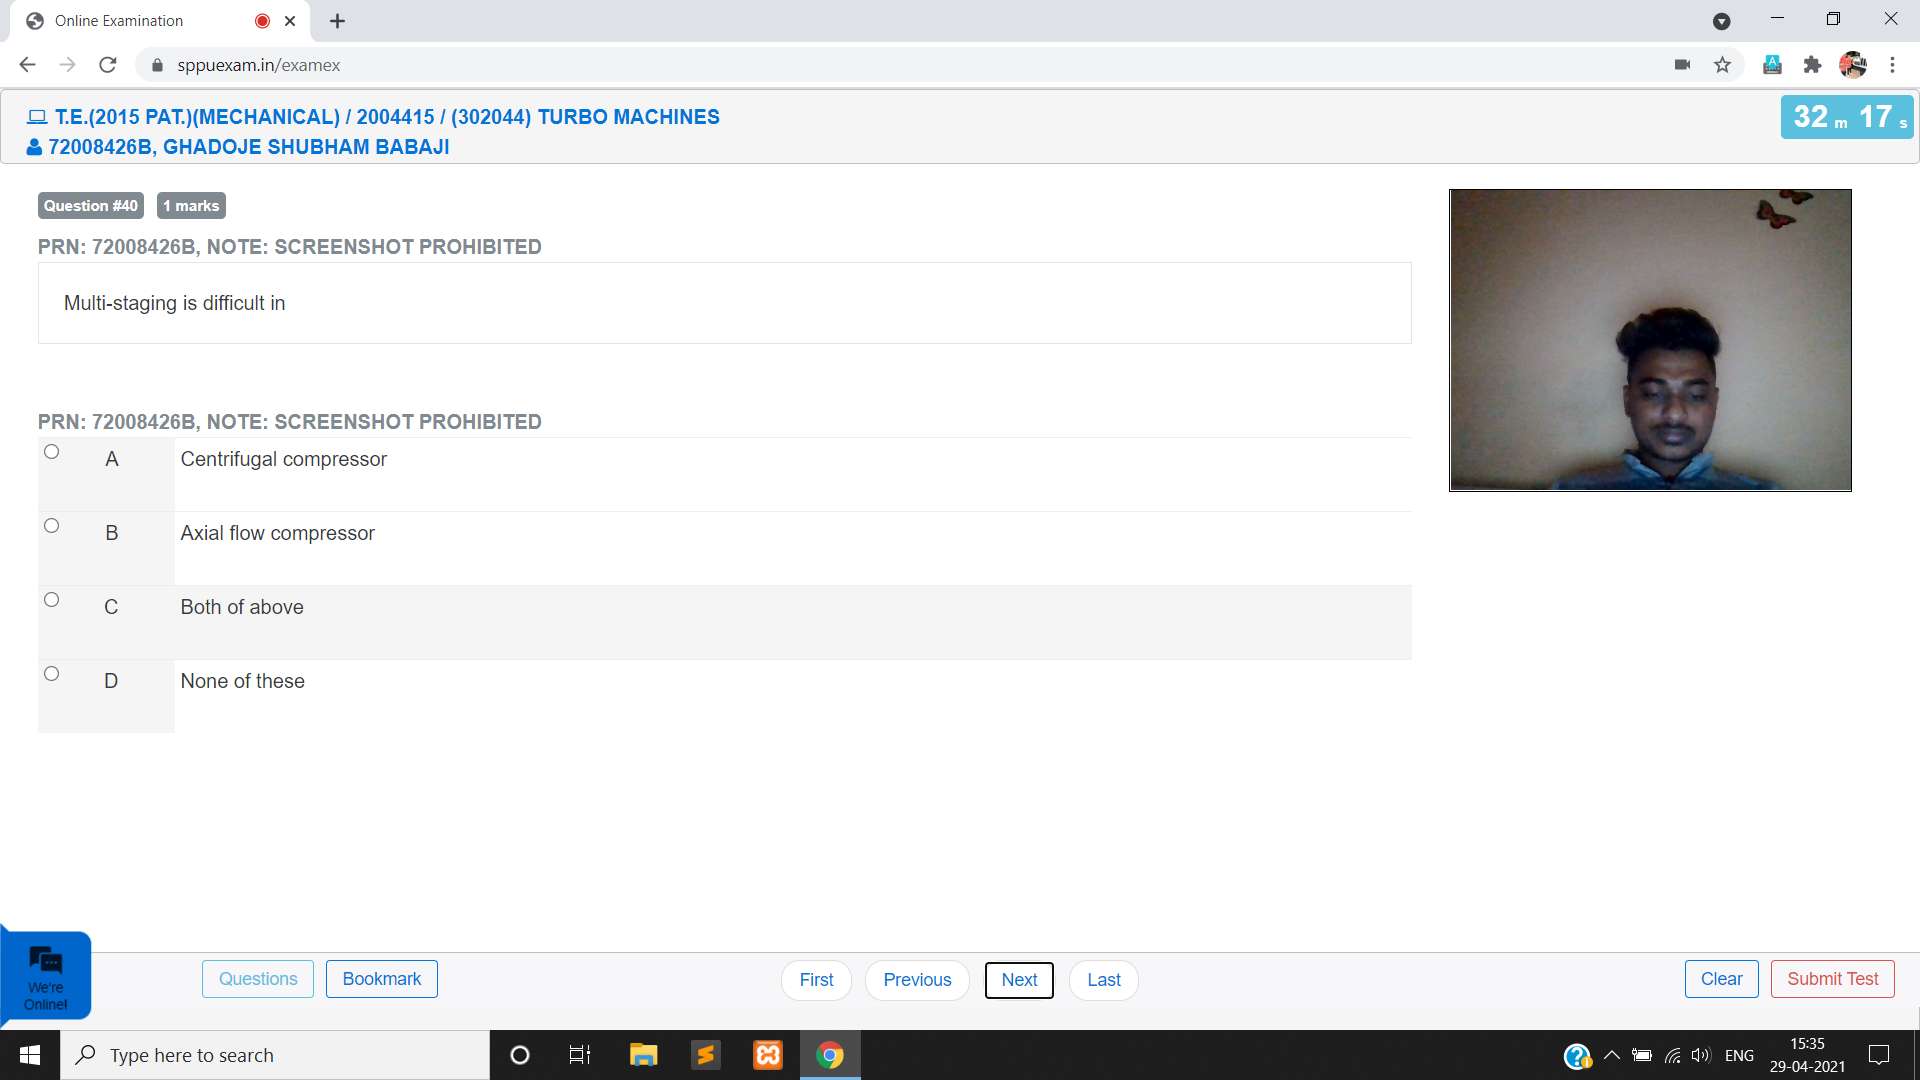 Online Examination
sppuexam.in/examex
T.E.(2015 PAT.)(MECHANICAL) / 2004415 / (302044) TURBO MACHINES
32 m 17 s
72008426B, GHADOJE SHUBHAM BABAJI
Question #40 1 marks
PRN: 72008426B, NOTE: SCREENSHOT PROHIBITED
Multi-staging is difficult in
PRN: 72008426B, NOTE: SCREENSHOT PROHIBITED
A Centrifugal compressor
B Axial flow compressor
C Both of above
D None of these
We're
Online!
Questions Bookmark First Previous Next Last Clear Submit Test
Type here to search
ENG
15:35
29-04-2021